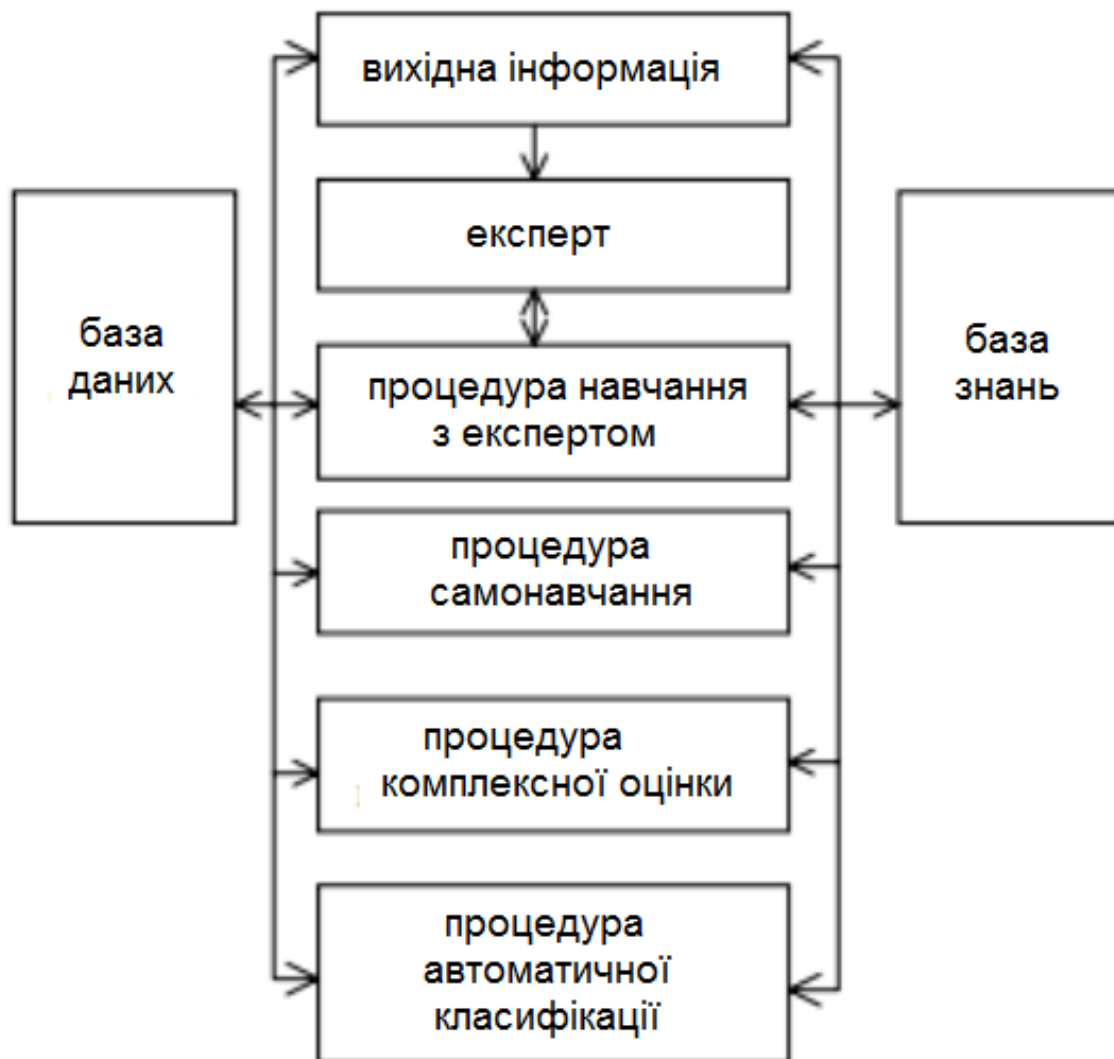 вихідна інформація
експерт
база
даних
процедура навчання
з експертом
база
знань
процедура
самонавчання
процедура
комплексної оцінки
процедура
автоматичної
класифікації